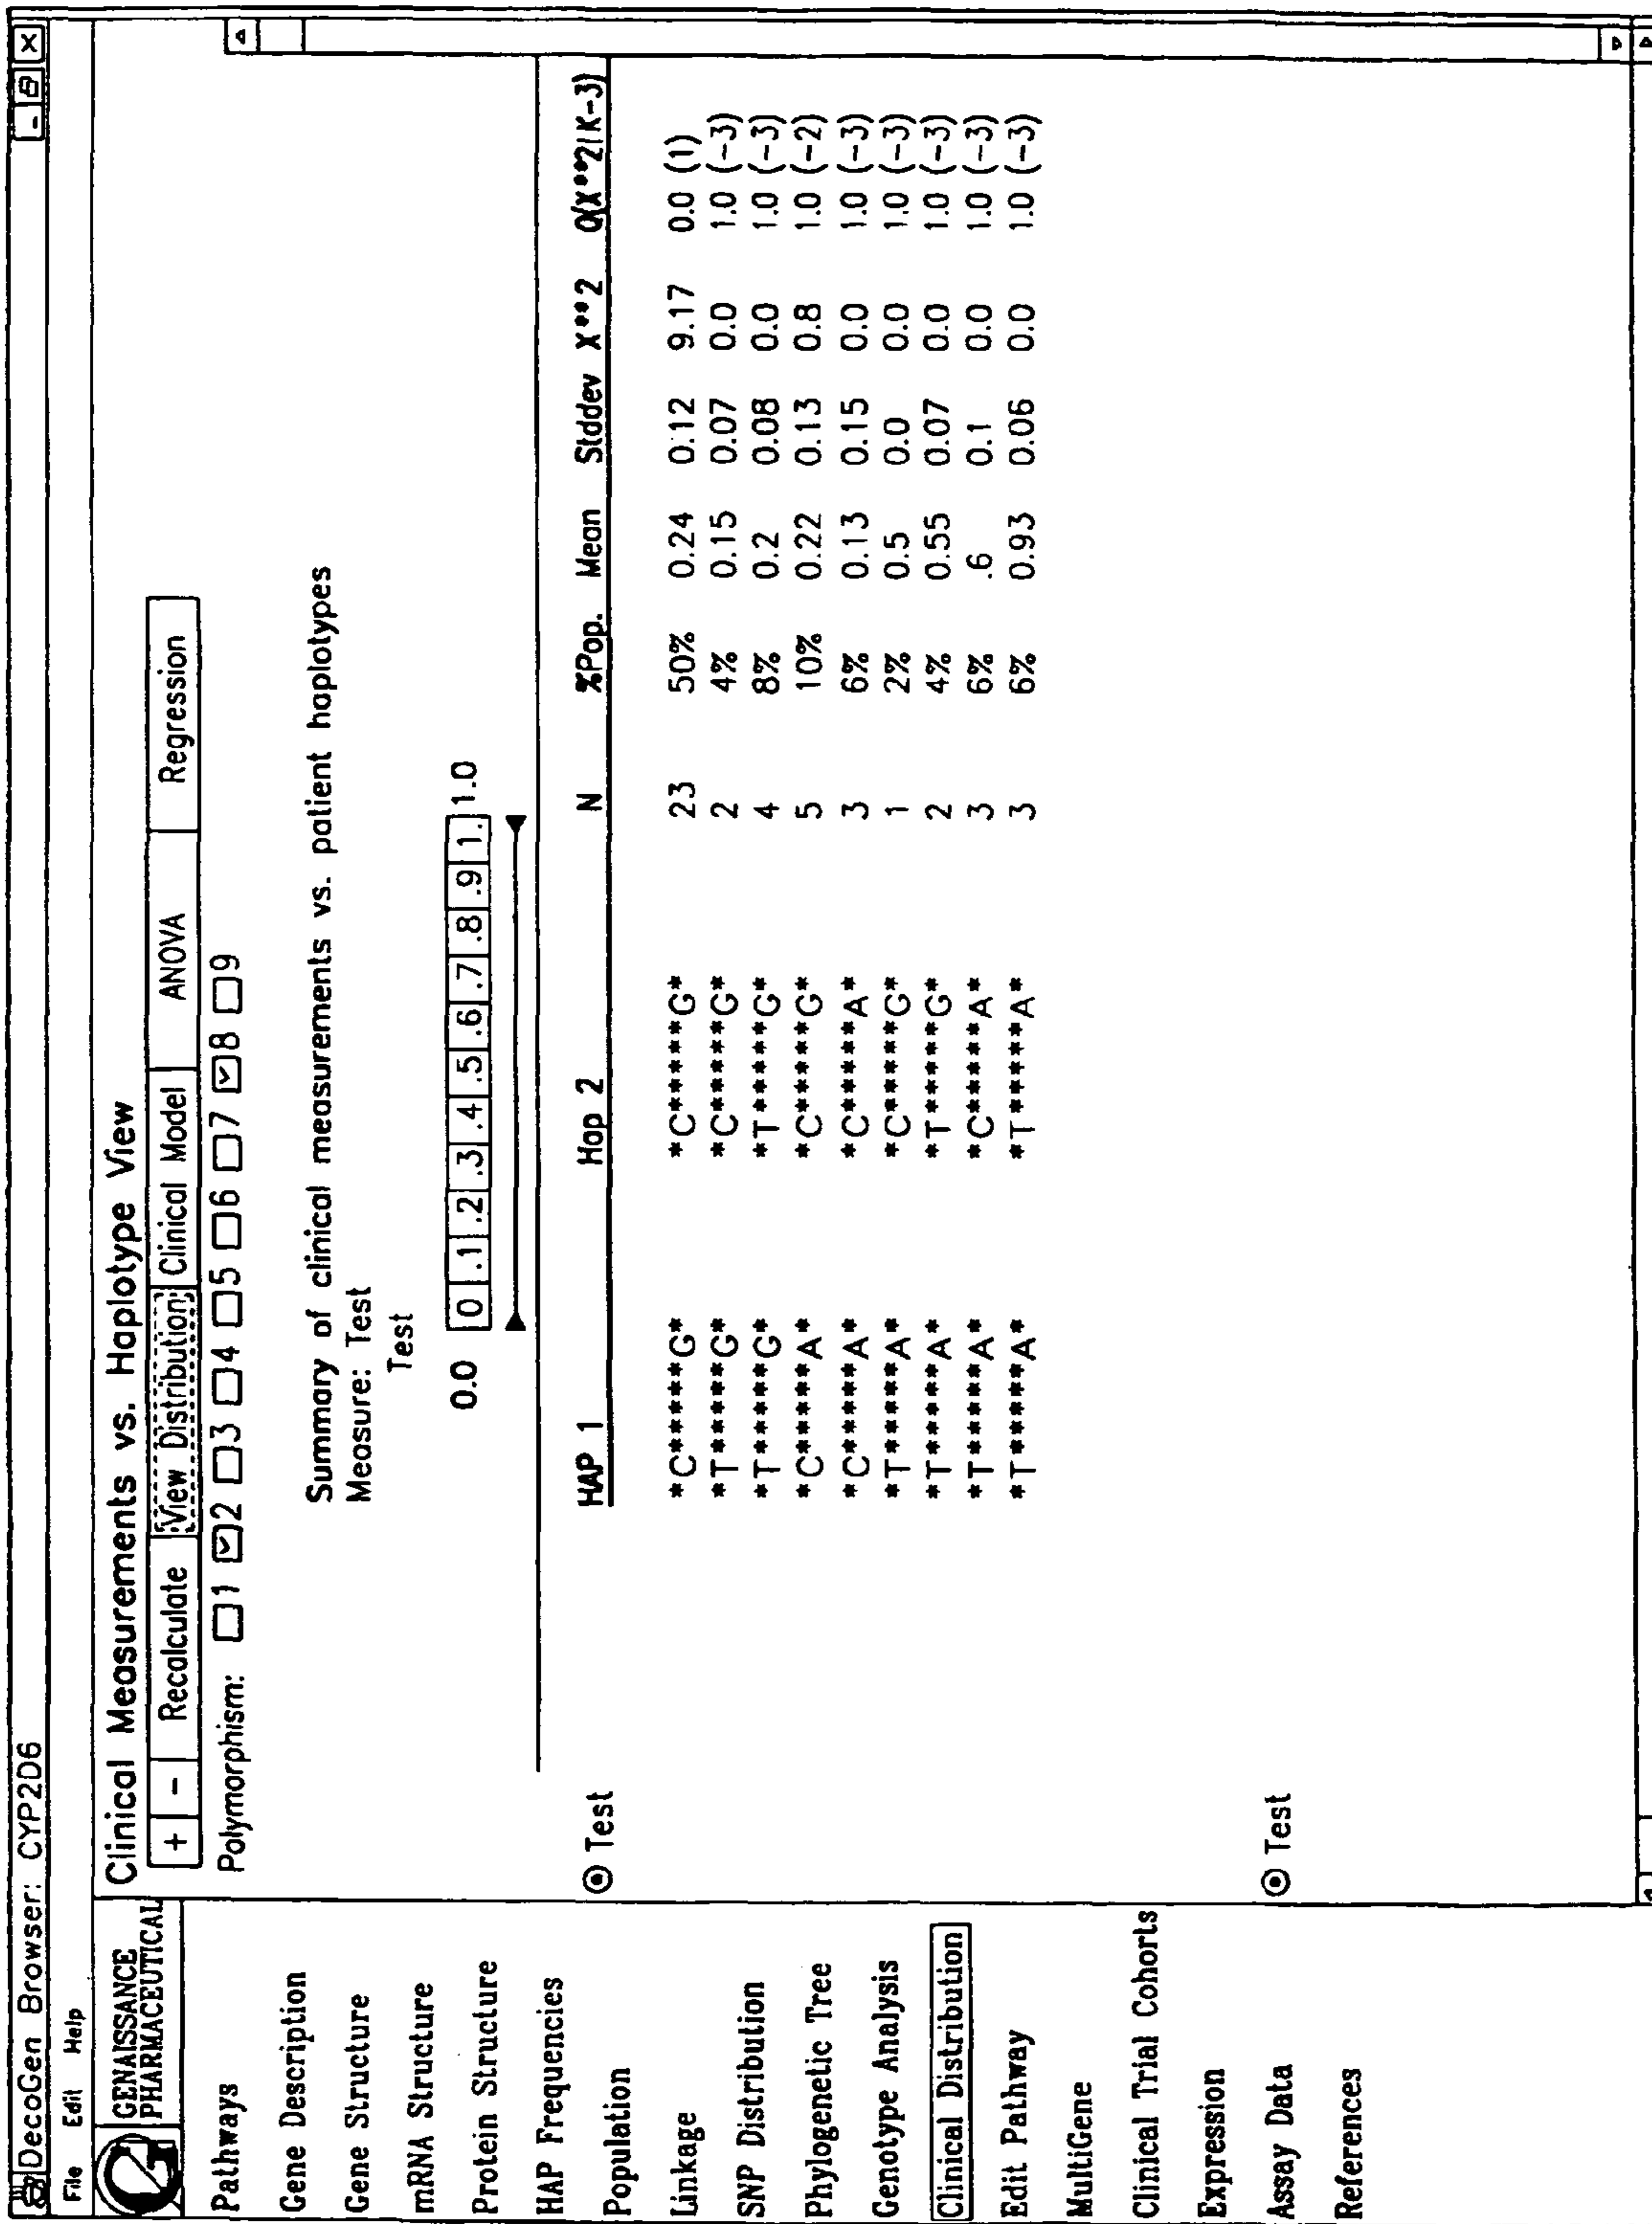 DecoGen Browser: CYP2D6
File Edit Help
GENAISSANCE
PHARMACEUTICAL
Pathways
Gene Description
Gene Structure
mRNA Structure
Protein Structure
HAP Frequencies
Population
Linkage
SNP Distribution
Phylogenetic Tree
Genotype Analysis
Clinical Distribution
Edit Pathway
MultiGene
Clinical Trial Cohorts
Expression
Assay Data
References
Clinical Measurements vs. Haplotype View
+ - Recalculate View Distribution Clinical Model ANOVA Regression
Polymorphism: 1 2 3 4 5 6 7 8 9
Summary of clinical measurements vs. patient haplotypes
Measure: Test
Test
0.0 0 .1 .2 .3 .4 .5 .6 .7 .8 .9 1. 1.0
Test HAP 1 Hap 2 N %Pop. Mean Stddev X**2 Q(X**2|K-3)
*C*****G* *C*****G* 23 50% 0.24 0.12 9.17 0.0 (1)
*T*****G* *C*****G* 2 4% 0.15 0.07 0.0 1.0 (-3)
*T*****G* *T*****G* 4 8% 0.2 0.08 0.0 1.0 (-3)
*C*****A* *C*****G* 5 10% 0.22 0.13 0.8 1.0 (-2)
*C*****A* *C*****A* 3 6% 0.13 0.15 0.0 1.0 (-3)
*T*****A* *C*****G* 1 2% 0.5 0.0 0.0 1.0 (-3)
*T*****A* *T*****G* 2 4% 0.55 0.07 0.0 1.0 (-3)
*T*****A* *C*****A* 3 6% .6 0.1 0.0 1.0 (-3)
*T*****A* *T*****A* 3 6% 0.93 0.06 0.0 1.0 (-3)
Test